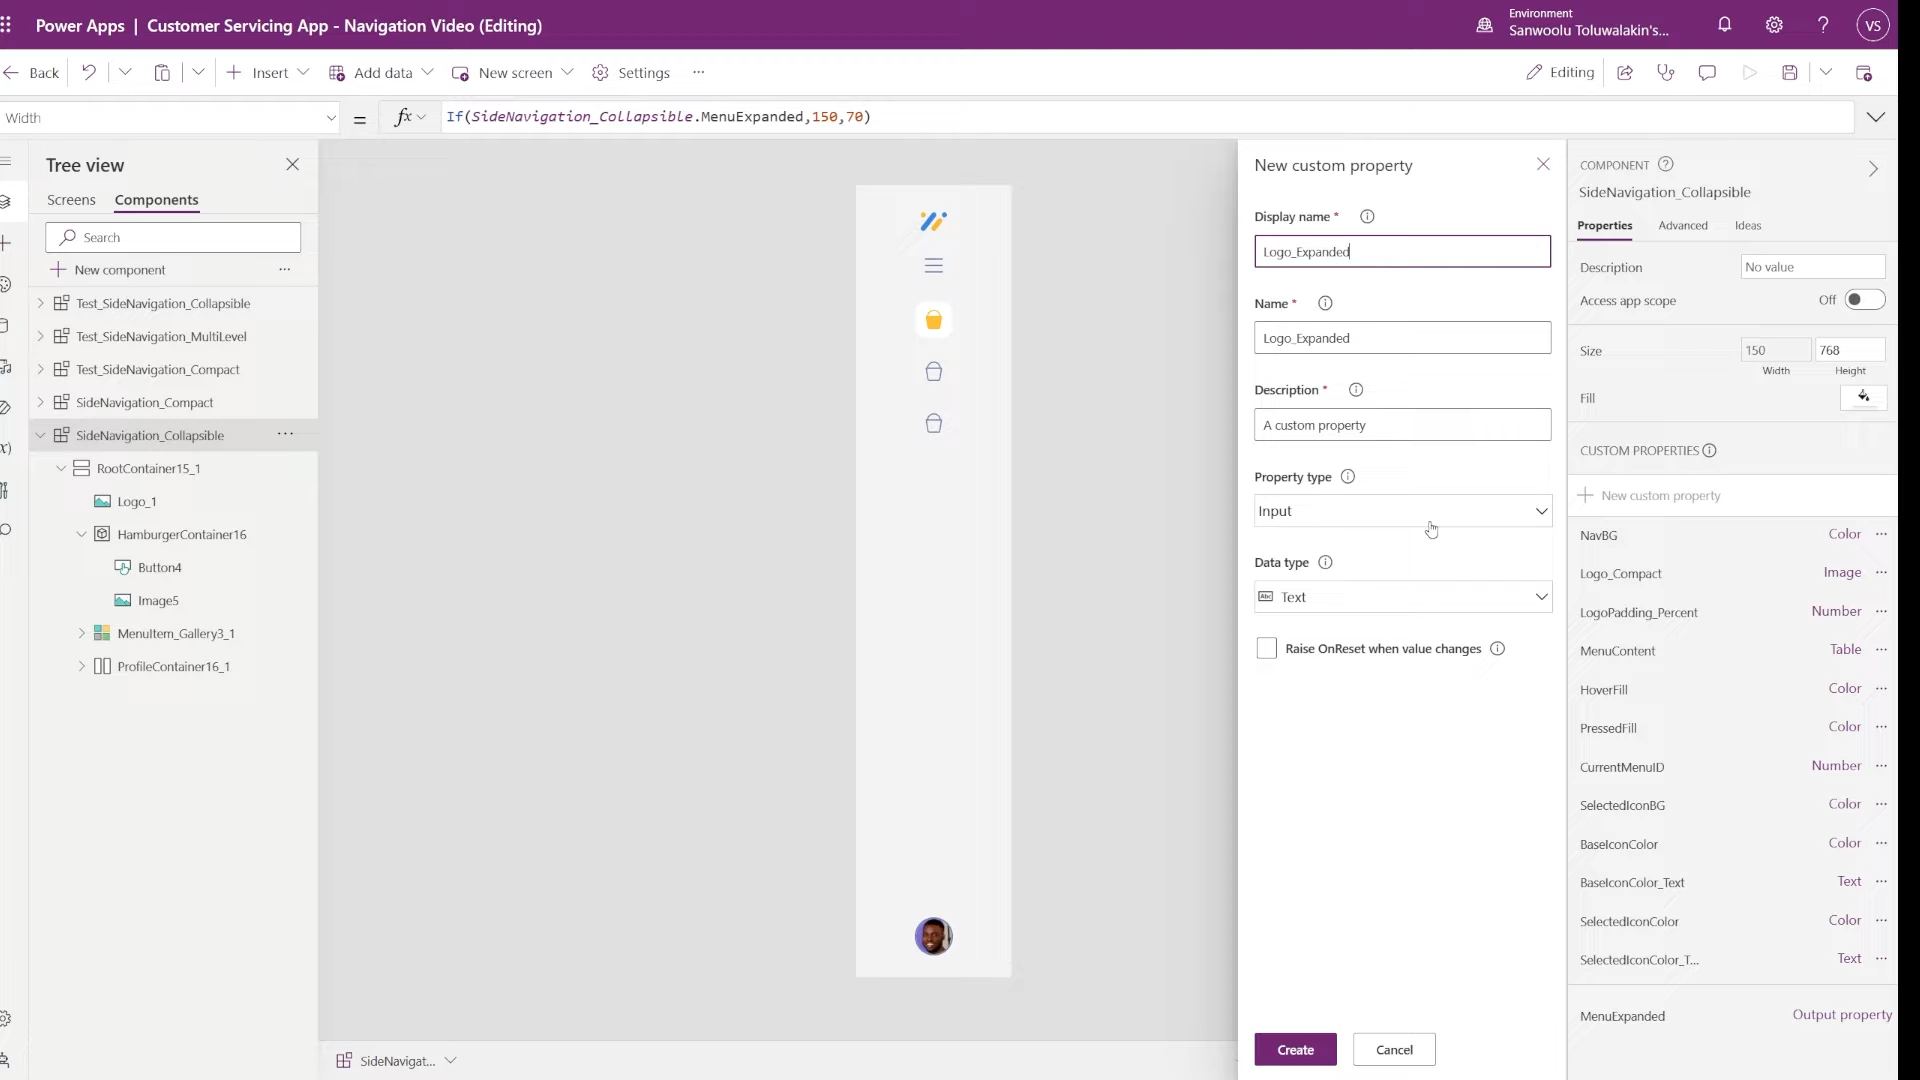 Power Apps | Customer Servicing App - Navigation Video (Editing)
Environment
Sanwoolu Toluwalakin's...
VS
Back
Insert
Add data
New screen
Settings
Editing
Width
= fx If(SideNavigation_Collapsible.MenuExpanded,150,70)
Tree view
Screens Components
Search
New component
Test_SideNavigation_Collapsible
Test_SideNavigation_MultiLevel
Test_SideNavigation_Compact
SideNavigation_Compact
SideNavigation_Collapsible
RootContainer15_1
Logo_1
HamburgerContainer16
Button4
Image5
MenuItem_Gallery3_1
ProfileContainer16_1
SideNavigat...
New custom property
Display name *
Logo_Expanded
Name *
Logo_Expanded
Description *
A custom property
Property type
Input
Data type
Abc Text
Raise OnReset when value changes
Create Cancel
COMPONENT
SideNavigation_Collapsible
Properties Advanced Ideas
Description No value
Access app scope Off
Size 150 768
Width Height
Fill
CUSTOM PROPERTIES
New custom property
NavBG Color
Logo_Compact Image
LogoPadding_Percent Number
MenuContent Table
HoverFill Color
PressedFill Color
CurrentMenuID Number
SelectedIconBG Color
BaseIconColor Color
BaseIconColor_Text Text
SelectedIconColor Color
SelectedIconColor_T... Text
MenuExpanded Output property